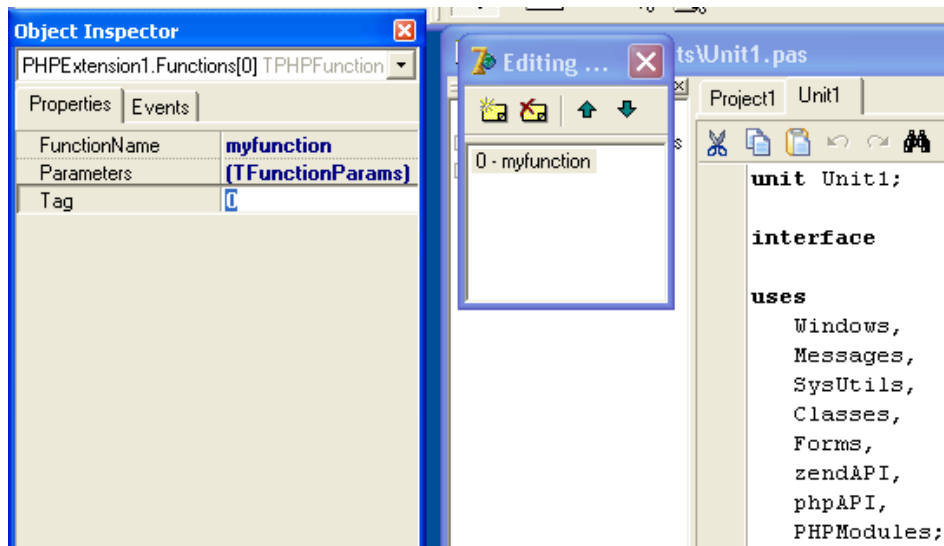 Object Inspector
PHPExtension1.Functions[0] TPHPFunction
Properties
Events
FunctionName myfunction
Parameters (TFunctionParams)
Tag 0
Editing ...
0 - myfunction
ts\Unit1.pas
Project1 Unit1
s
unit Unit1;
interface
uses
Windows,
Messages,
SysUtils,
Classes,
Forms,
zendAPI,
phpAPI,
PHPModules;